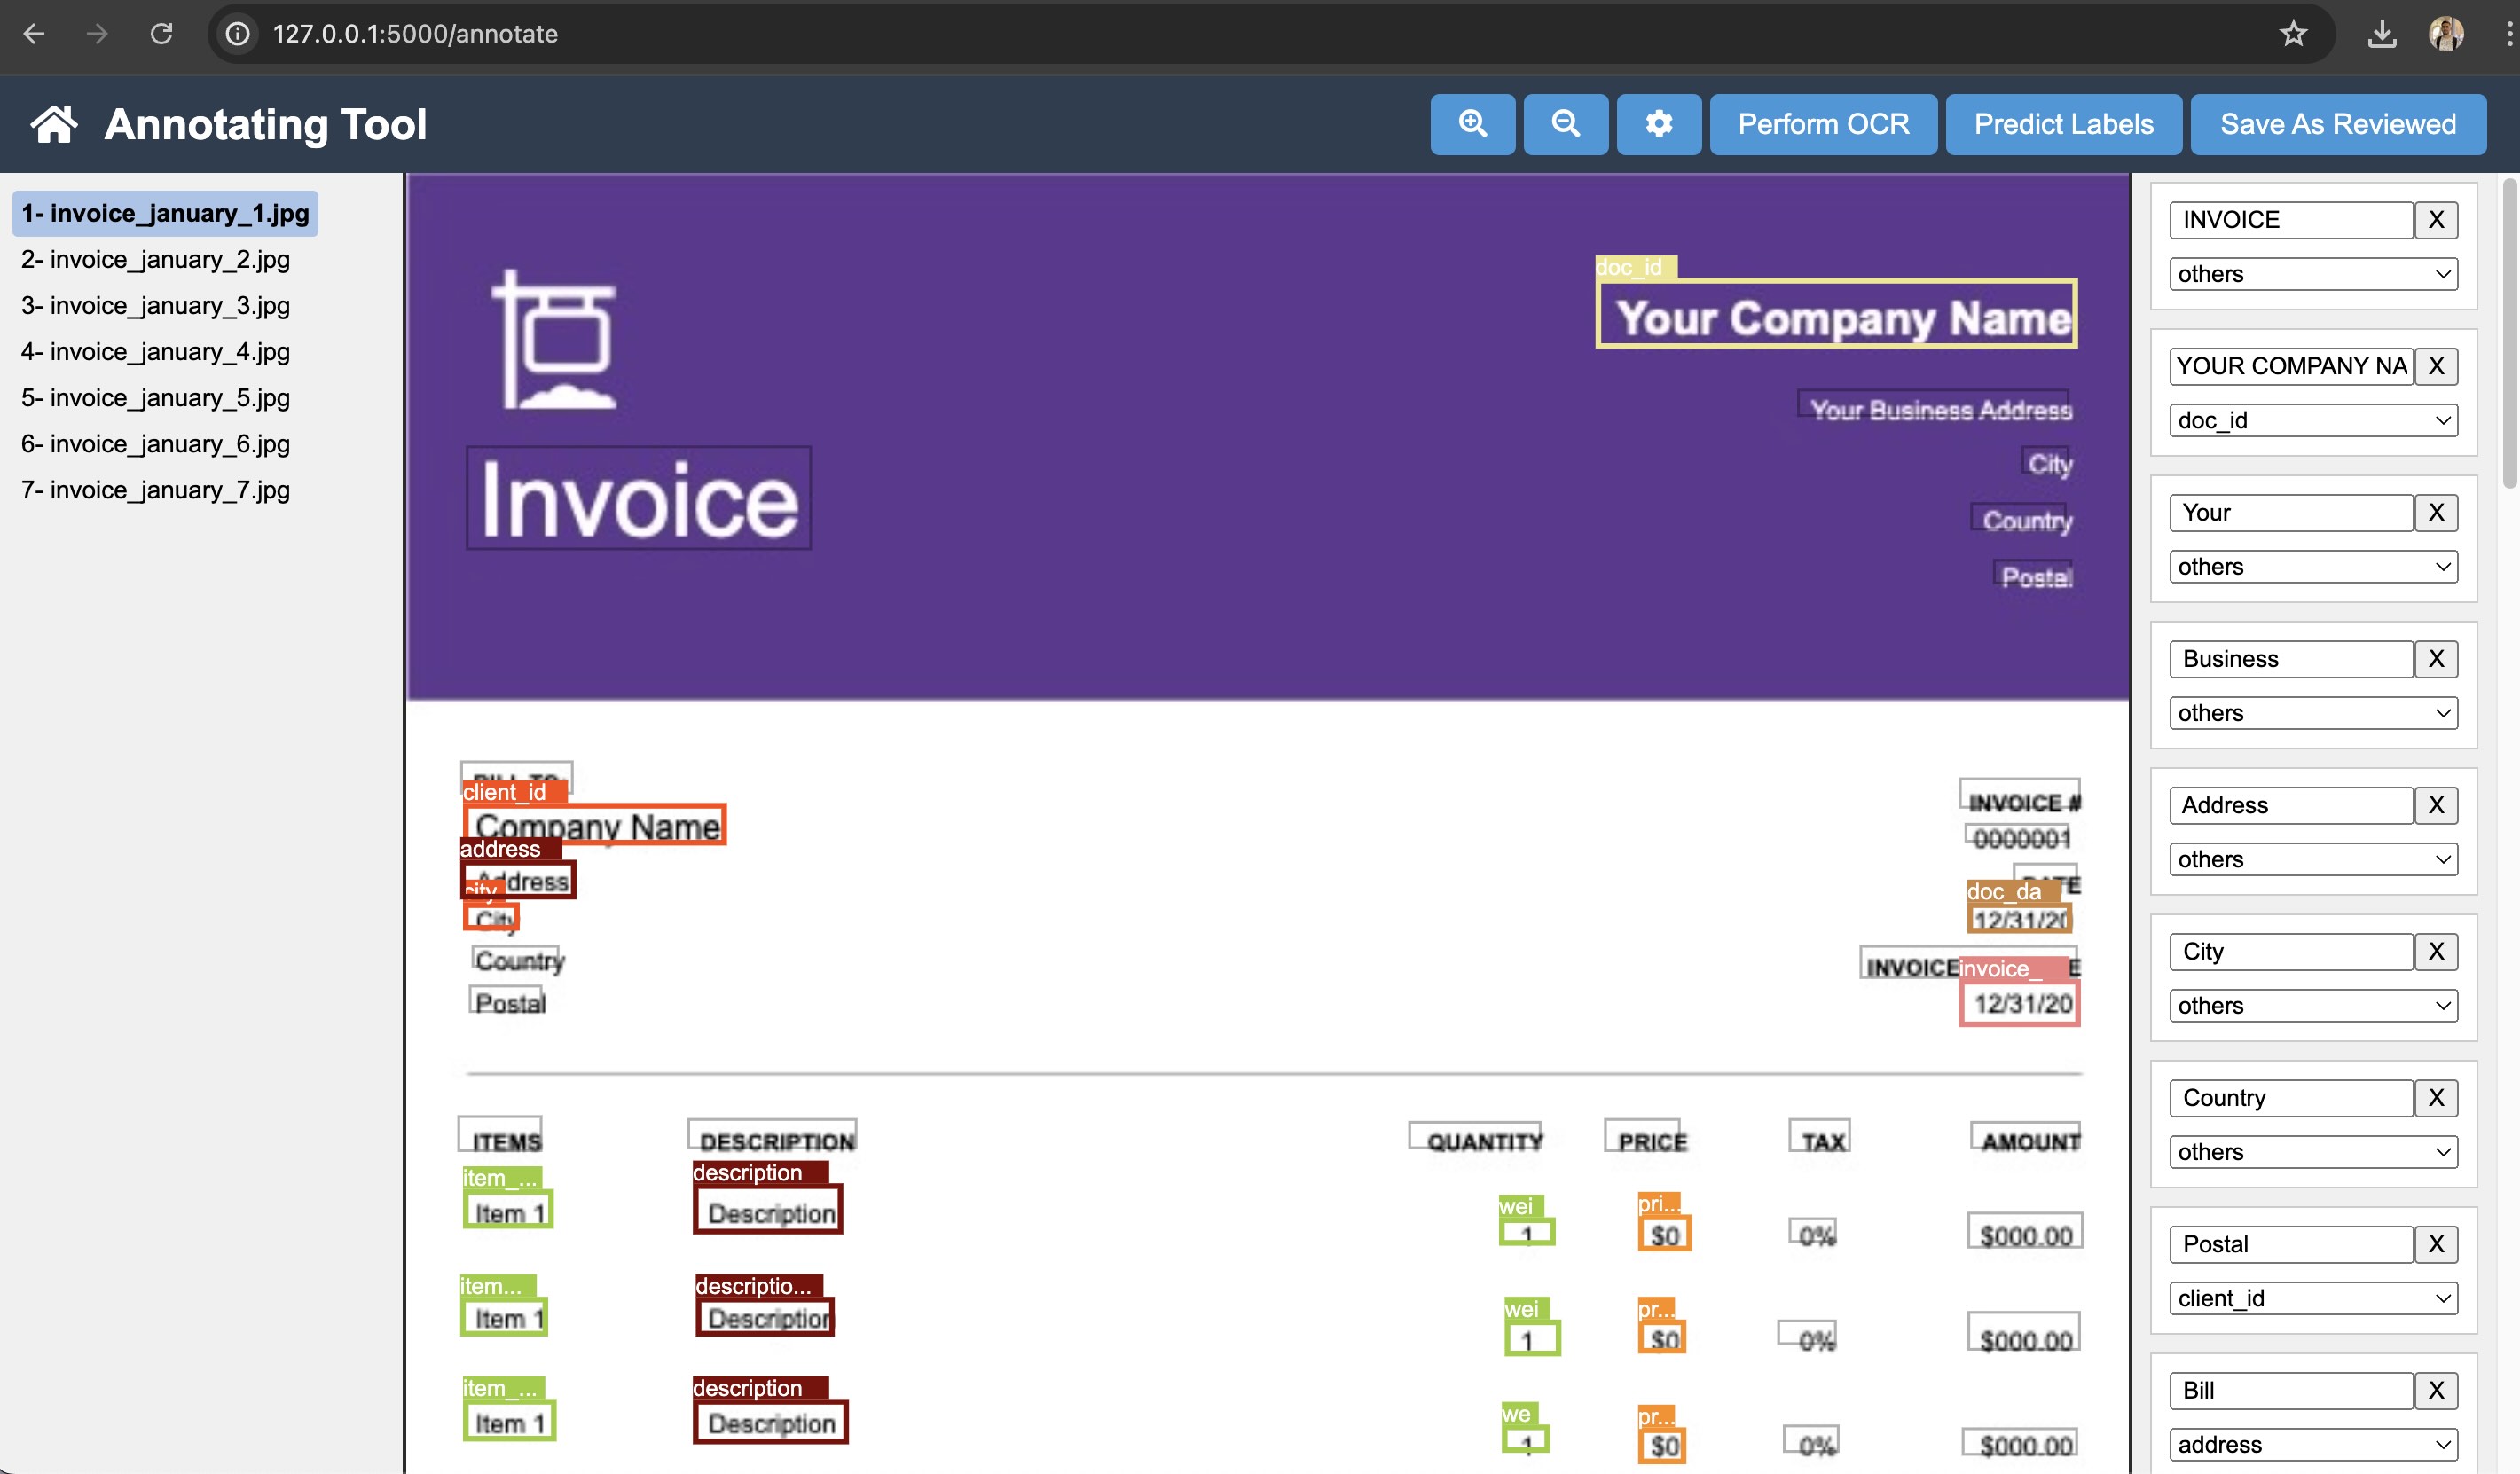 127.0.0.1:5000/annotate
Annotating Tool
Perform OCR
Predict Labels
Save As Reviewed
1- invoice_january_1.jpg
2- invoice_january_2.jpg
3- invoice_january_3.jpg
4- invoice_january_4.jpg
5- invoice_january_5.jpg
6- invoice_january_6.jpg
7- invoice_january_7.jpg
doc_id
Your Company Name
Your Business Address
City
Country
Postal
Invoice
BILL TO:
client_id
Company Name
address
Address
city
City
Country
Postal
INVOICE #
0000001
DATE
doc_da
12/31/20
INVOICE E
invoice_
12/31/20
ITEMS DESCRIPTION QUANTITY PRICE TAX AMOUNT
item_... description wei pri...
Item 1 Description 1 $0 0% $000.00
item... descriptio... wei pr...
Item 1 Description 1 $0 0% $000.00
item_... description we pr...
Item 1 Description 1 $0 0% $000.00
INVOICE X
others
YOUR COMPANY NA X
doc_id
Your X
others
Business X
others
Address X
others
City X
others
Country X
others
Postal X
client_id
Bill X
address